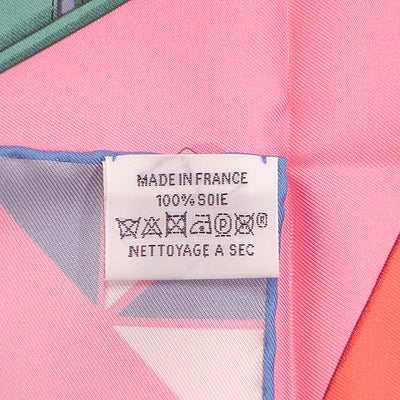 MADE IN FRANCE
100% SOIE
P ®
NETTOYAGE A SEC